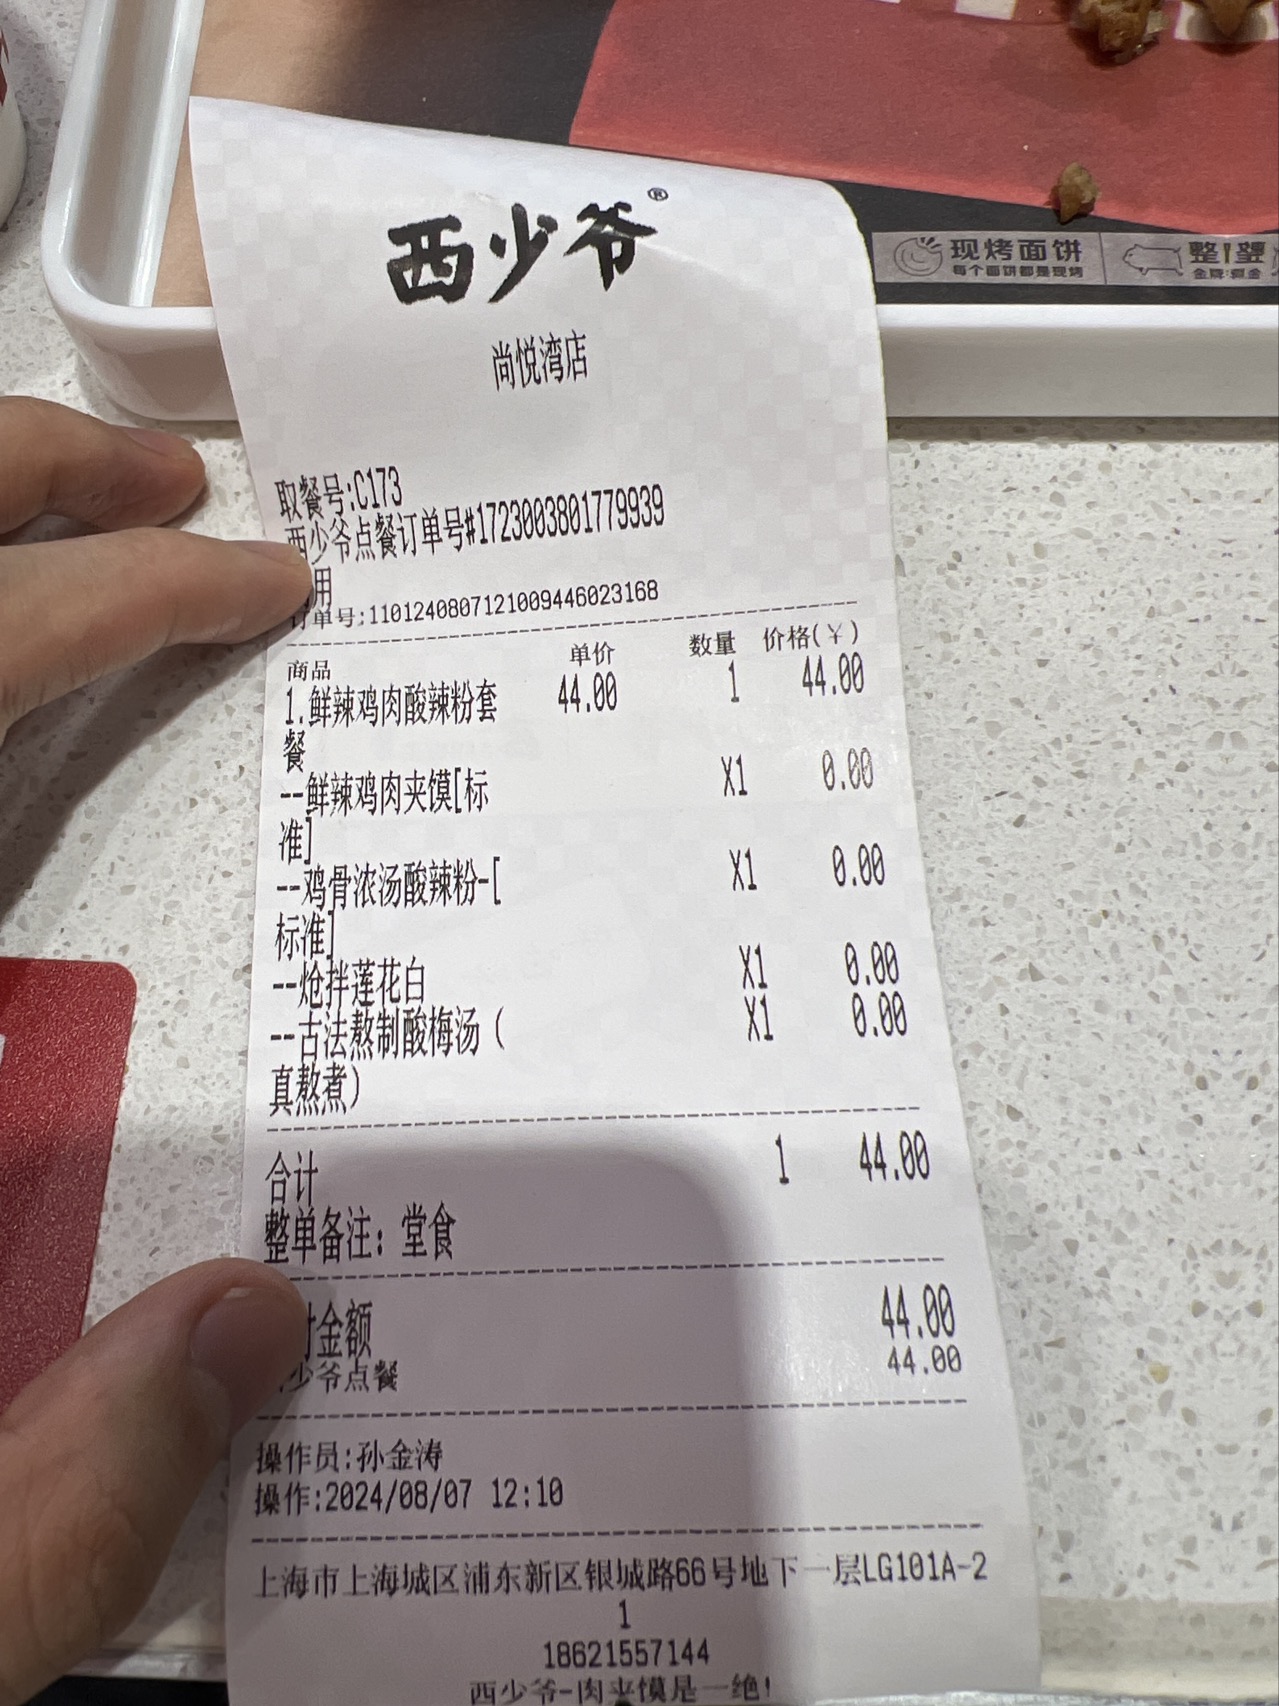 现烤面饼
每个面饼都是现烤
西少爷®
尚悦湾店
取餐号:C173
西少爷点餐订单号#1723003801779939
用
订单号:1101240807121009446023168
商品 单价 数量 价格(¥)
1.鲜辣鸡肉酸辣粉套 44.00 1 44.00
餐
--鲜辣鸡肉夹馍[标 X1 0.00
准]
--鸡骨浓汤酸辣粉-[ X1 0.00
标准]
--炝拌莲花白 X1 0.00
--古法熬制酸梅汤( X1 0.00
真熬煮)
合计 1 44.00
整单备注：堂食
付金额 44.00
少爷点餐 44.00
操作员:孙金涛
操作:2024/08/07 12:10
上海市上海城区浦东新区银城路66号地下一层LG101A-2
1
18621557144
西少爷-肉夹馍是一绝!